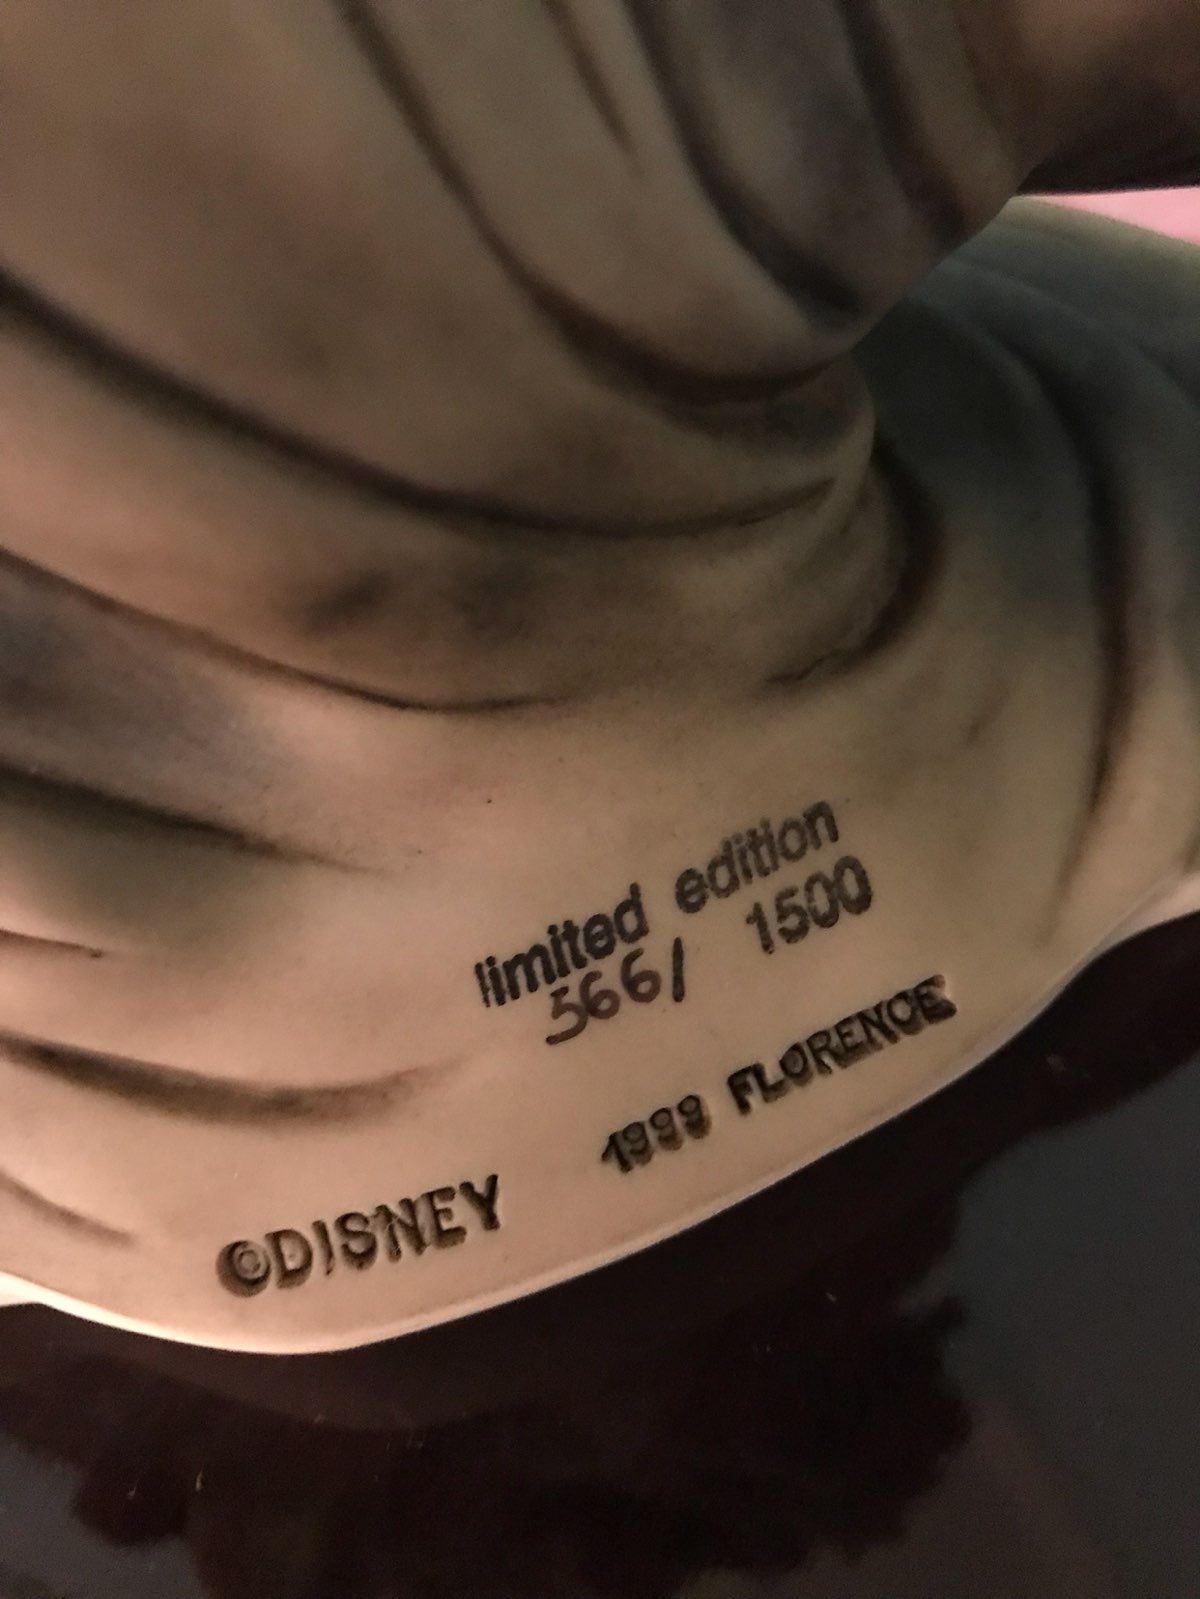 limited edition
566/ 1500
1999 FLORENCE
©DISNEY